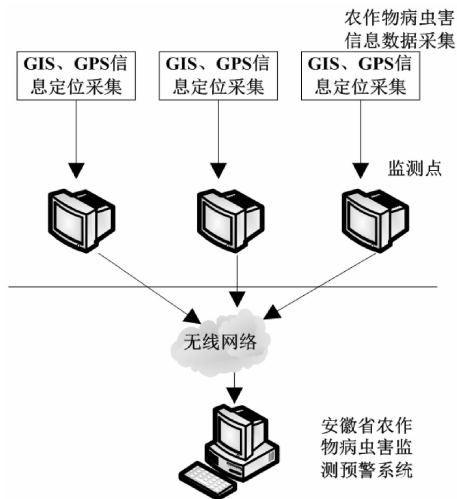 农作物病虫害
信息数据采集
GIS、GPS信
息定位采集
GIS、GPS信
息定位采集
GIS、GPS信
息定位采集
监测点
无线网络
安徽省农作
物病虫害监
测预警系统